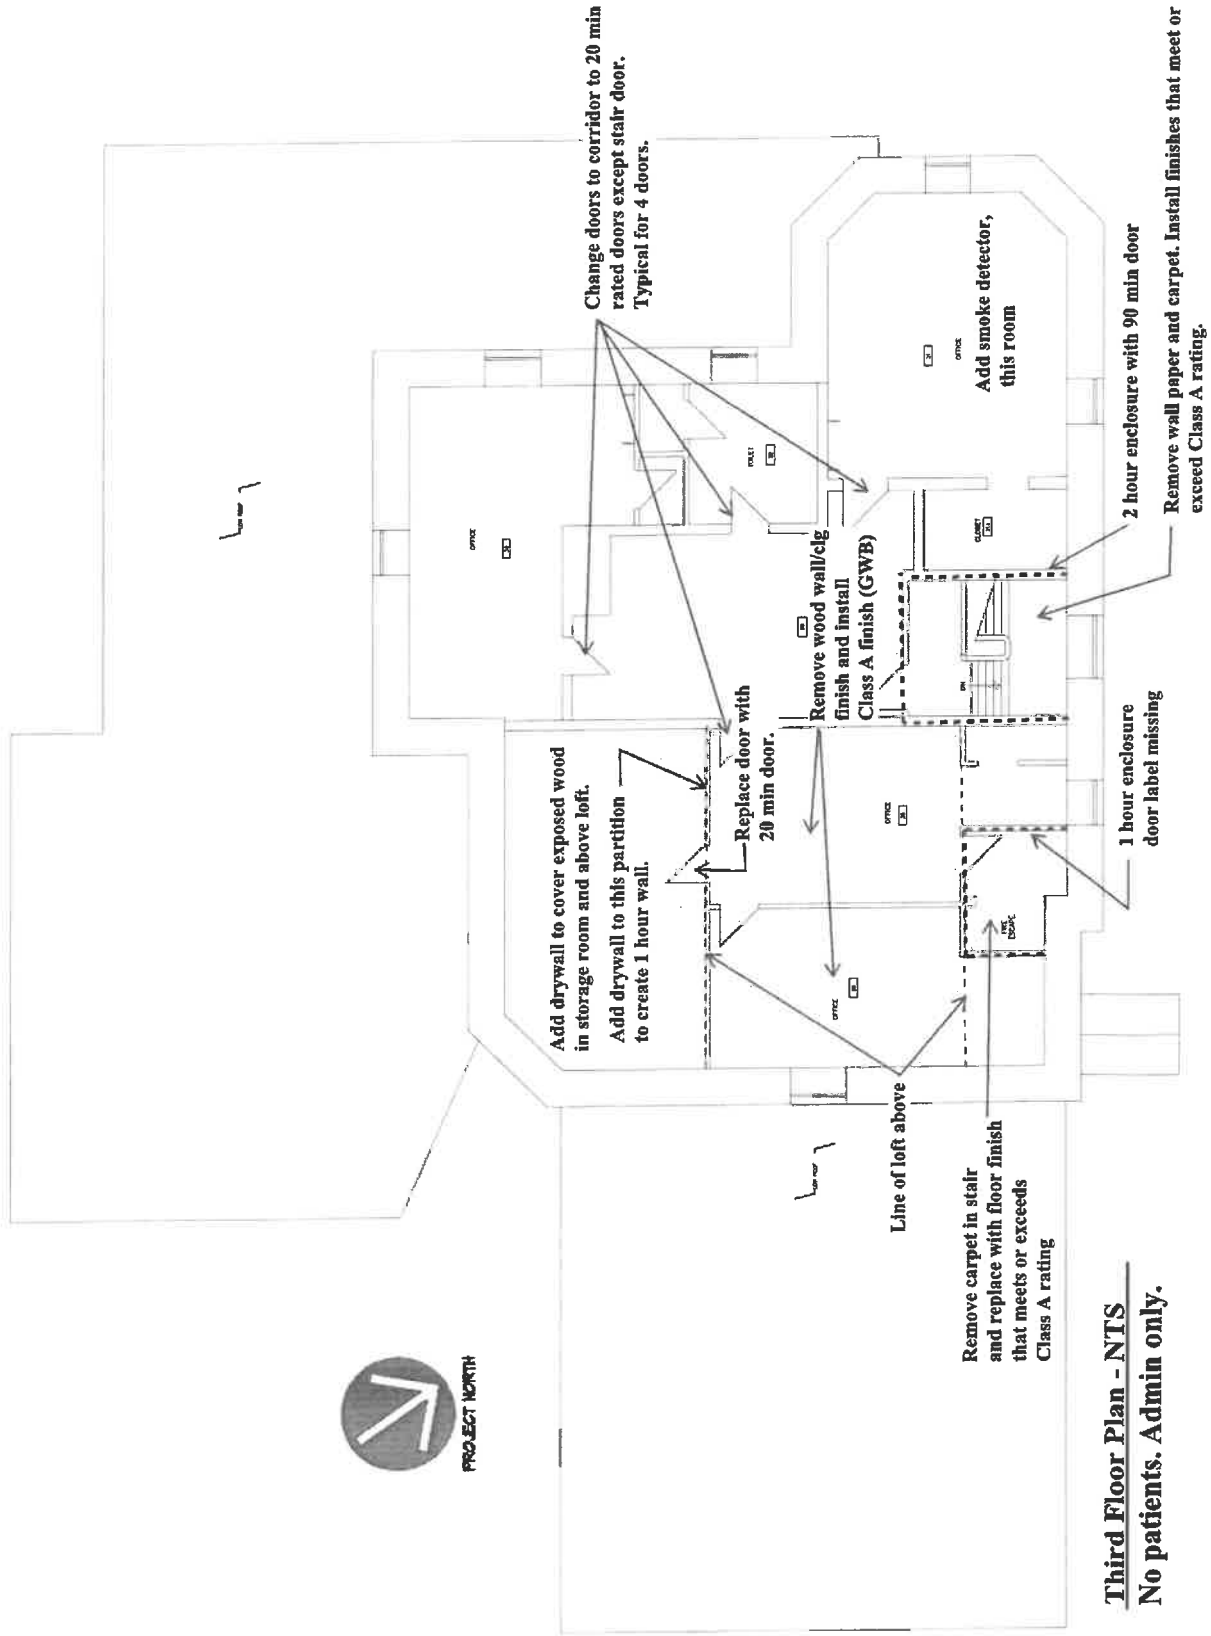 Change doors to corridor to 20 min
rated doors except stair door.
Typical for 4 doors.
OFFICE
TOILET
Add drywall to cover exposed wood
in storage room and above loft.
Add drywall to this partition
to create 1 hour wall.
Replace door with
20 min door.
Remove wood wall/clg
finish and install
Class A finish (GWB)
OFFICE
Add smoke detector,
this room
CLOSET
OFFICE
OFFICE
DN
FIRE
ESCAPE
2 hour enclosure with 90 min door
Remove wall paper and carpet. Install finishes that meet or
exceed Class A rating.
1 hour enclosure
door label missing
Line of loft above
Remove carpet in stair
and replace with floor finish
that meets or exceeds
Class A rating
PROJECT NORTH
Third Floor Plan - NTS
No patients. Admin only.